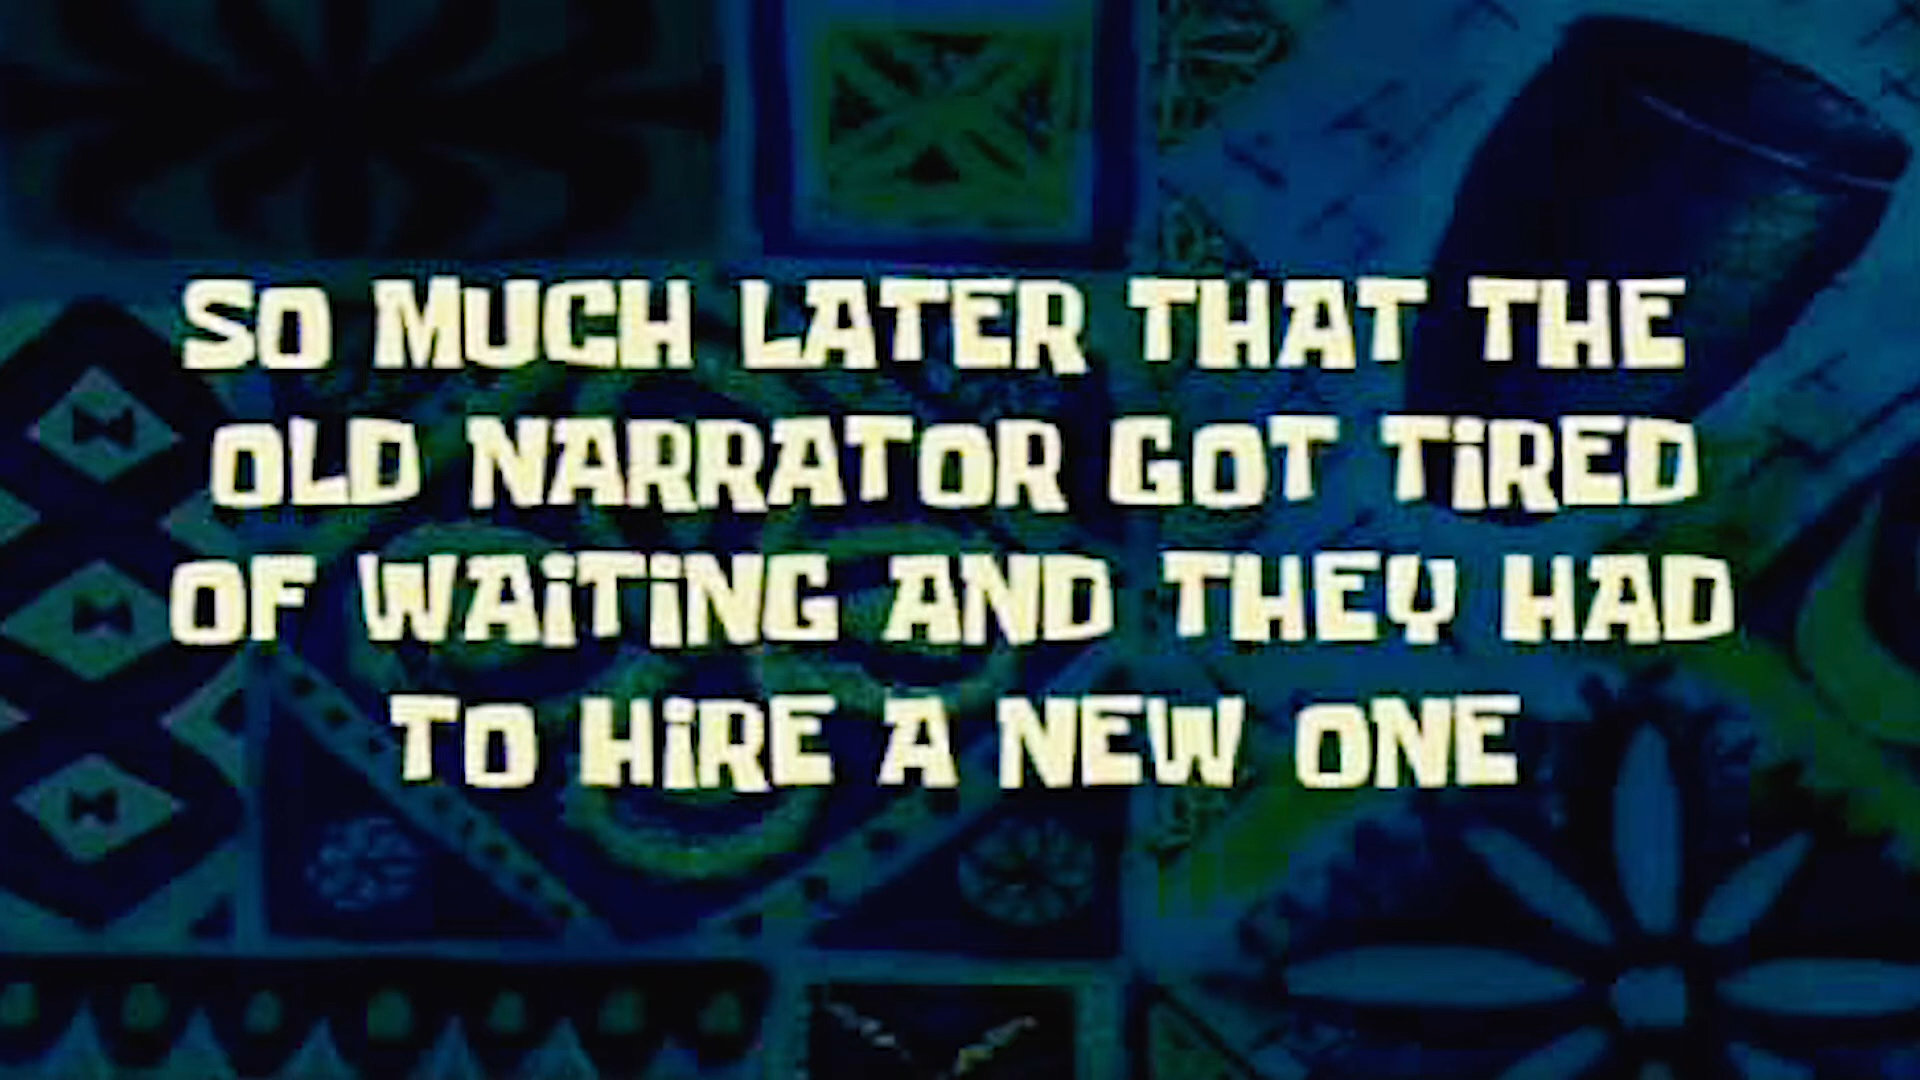 SO MUCH LATER THAT THE
OLD NARRATOR GOT TiRED
OF WAiTiNG AND THEY HAD
TO HiRE A NEW ONE